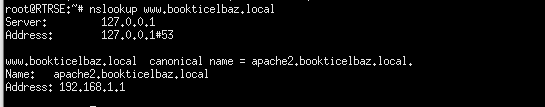 root@RTRSE:~# nslookup www.bookticelbaz.local
Server:         127.0.0.1
Address:        127.0.0.1#53
www.bookticelbaz.local  canonical name = apache2.bookticelbaz.local.
Name:   apache2.bookticelbaz.local
Address: 192.168.1.1